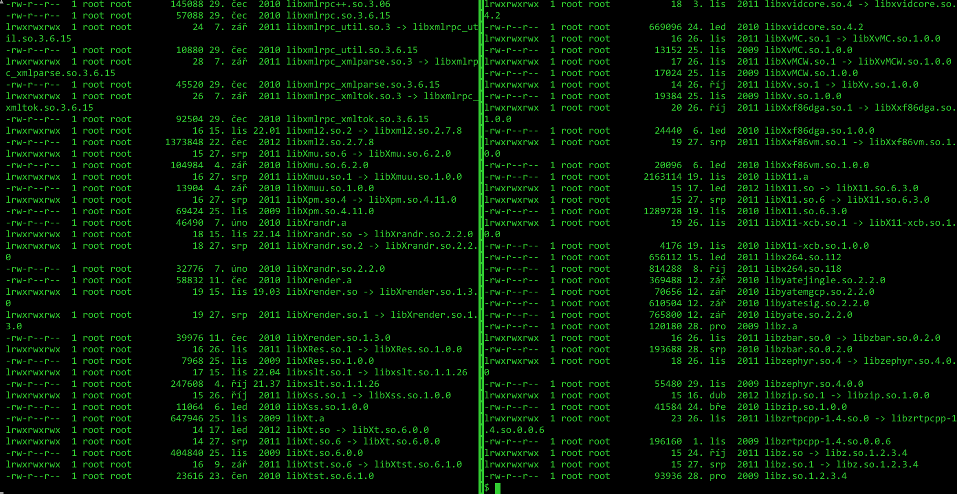 -rw-r--r--  1 root root      145088 29. čec  2010 libxmlrpc++.so.3.06
-rw-r--r--  1 root root       57088 29. čec  2010 libxmlrpc.so.3.6.15
lrwxrwxrwx  1 root root          24  7. zář  2011 libxmlrpc_util.so.3 -> libxmlrpc_ut
il.so.3.6.15
-rw-r--r--  1 root root       10880 29. čec  2010 libxmlrpc_util.so.3.6.15
lrwxrwxrwx  1 root root          28  7. zář  2011 libxmlrpc_xmlparse.so.3 -> libxmlrp
c_xmlparse.so.3.6.15
-rw-r--r--  1 root root       45520 29. čec  2010 libxmlrpc_xmlparse.so.3.6.15
lrwxrwxrwx  1 root root          26  7. zář  2011 libxmlrpc_xmltok.so.3 -> libxmlrpc_
xmltok.so.3.6.15
-rw-r--r--  1 root root       92504 29. čec  2010 libxmlrpc_xmltok.so.3.6.15
lrwxrwxrwx  1 root root          16 15. lis 22.01 libxml2.so.2 -> libxml2.so.2.7.8
-rw-r--r--  1 root root     1373848 22. čec  2012 libxml2.so.2.7.8
lrwxrwxrwx  1 root root          15 27. srp  2011 libXmu.so.6 -> libXmu.so.6.2.0
-rw-r--r--  1 root root      104984  4. zář  2010 libXmu.so.6.2.0
lrwxrwxrwx  1 root root          16 27. srp  2011 libXmuu.so.1 -> libXmuu.so.1.0.0
-rw-r--r--  1 root root       13904  4. zář  2010 libXmuu.so.1.0.0
lrwxrwxrwx  1 root root          16 27. srp  2011 libXpm.so.4 -> libXpm.so.4.11.0
-rw-r--r--  1 root root       69424 25. lis  2009 libXpm.so.4.11.0
-rw-r--r--  1 root root       46490  7. úno  2010 libXrandr.a
lrwxrwxrwx  1 root root          18 15. lis 22.14 libXrandr.so -> libXrandr.so.2.2.0
lrwxrwxrwx  1 root root          18 27. srp  2011 libXrandr.so.2 -> libXrandr.so.2.2.
0
-rw-r--r--  1 root root       32776  7. úno  2010 libXrandr.so.2.2.0
-rw-r--r--  1 root root       58832 11. čec  2010 libXrender.a
lrwxrwxrwx  1 root root          19 15. lis 19.03 libXrender.so -> libXrender.so.1.3.
0
lrwxrwxrwx  1 root root          19 27. srp  2011 libXrender.so.1 -> libXrender.so.1.
3.0
-rw-r--r--  1 root root       39976 11. čec  2010 libXrender.so.1.3.0
lrwxrwxrwx  1 root root          16 26. lis  2011 libXRes.so.1 -> libXRes.so.1.0.0
-rw-r--r--  1 root root        7968 25. lis  2009 libXRes.so.1.0.0
lrwxrwxrwx  1 root root          17 15. lis 22.04 libxslt.so.1 -> libxslt.so.1.1.26
-rw-r--r--  1 root root      247608  4. říj 21.37 libxslt.so.1.1.26
lrwxrwxrwx  1 root root          15 26. říj  2011 libXss.so.1 -> libXss.so.1.0.0
-rw-r--r--  1 root root       11064  6. led  2010 libXss.so.1.0.0
-rw-r--r--  1 root root      647946 25. lis  2009 libXt.a
lrwxrwxrwx  1 root root          14 17. led  2012 libXt.so -> libXt.so.6.0.0
lrwxrwxrwx  1 root root          14 27. srp  2011 libXt.so.6 -> libXt.so.6.0.0
-rw-r--r--  1 root root      404840 25. lis  2009 libXt.so.6.0.0
lrwxrwxrwx  1 root root          16  9. zář  2011 libXtst.so.6 -> libXtst.so.6.1.0
-rw-r--r--  1 root root       23616 23. čen  2010 libXtst.so.6.1.0
lrwxrwxrwx  1 root root          18  3. lis  2011 libxvidcore.so.4 -> libxvidcore.so.
4.2
-rw-r--r--  1 root root      669096 24. led  2010 libxvidcore.so.4.2
lrwxrwxrwx  1 root root          16 26. lis  2011 libXvMC.so.1 -> libXvMC.so.1.0.0
-rw-r--r--  1 root root       13152 25. lis  2009 libXvMC.so.1.0.0
lrwxrwxrwx  1 root root          17 26. lis  2011 libXvMCW.so.1 -> libXvMCW.so.1.0.0
-rw-r--r--  1 root root       17024 25. lis  2009 libXvMCW.so.1.0.0
lrwxrwxrwx  1 root root          14 26. říj  2011 libXv.so.1 -> libXv.so.1.0.0
-rw-r--r--  1 root root       19384 25. lis  2009 libXv.so.1.0.0
lrwxrwxrwx  1 root root          20 26. říj  2011 libXxf86dga.so.1 -> libXxf86dga.so.
1.0.0
-rw-r--r--  1 root root       24440  6. led  2010 libXxf86dga.so.1.0.0
lrwxrwxrwx  1 root root          19 27. srp  2011 libXxf86vm.so.1 -> libXxf86vm.so.1.
0.0
-rw-r--r--  1 root root       20096  6. led  2010 libXxf86vm.so.1.0.0
-rw-r--r--  1 root root     2163114 19. lis  2010 libX11.a
lrwxrwxrwx  1 root root          15 17. led  2012 libX11.so -> libX11.so.6.3.0
lrwxrwxrwx  1 root root          15 27. srp  2011 libX11.so.6 -> libX11.so.6.3.0
-rw-r--r--  1 root root     1289728 19. lis  2010 libX11.so.6.3.0
lrwxrwxrwx  1 root root          19 26. lis  2011 libX11-xcb.so.1 -> libX11-xcb.so.1.
0.0
-rw-r--r--  1 root root        4176 19. lis  2010 libX11-xcb.so.1.0.0
-rw-r--r--  1 root root      656112 15. led  2011 libx264.so.112
-rw-r--r--  1 root root      814288  8. říj  2011 libx264.so.118
-rw-r--r--  1 root root      369488 12. zář  2010 libyatejingle.so.2.2.0
-rw-r--r--  1 root root       70656 12. zář  2010 libyatemgcp.so.2.2.0
-rw-r--r--  1 root root      610504 12. zář  2010 libyatesig.so.2.2.0
-rw-r--r--  1 root root      765800 12. zář  2010 libyate.so.2.2.0
-rw-r--r--  1 root root      120180 28. pro  2009 libz.a
lrwxrwxrwx  1 root root          16 26. lis  2011 libzbar.so.0 -> libzbar.so.0.2.0
-rw-r--r--  1 root root      193688 28. srp  2010 libzbar.so.0.2.0
lrwxrwxrwx  1 root root          18 26. lis  2011 libzephyr.so.4 -> libzephyr.so.4.0.
0
-rw-r--r--  1 root root       55480 29. lis  2009 libzephyr.so.4.0.0
lrwxrwxrwx  1 root root          15 16. dub  2012 libzip.so.1 -> libzip.so.1.0.0
-rw-r--r--  1 root root       41584 24. bře  2010 libzip.so.1.0.0
lrwxrwxrwx  1 root root          23 26. lis  2011 libzrtpcpp-1.4.so.0 -> libzrtpcpp-1
.4.so.0.0.6
-rw-r--r--  1 root root      196160  1. lis  2009 libzrtpcpp-1.4.so.0.0.6
lrwxrwxrwx  1 root root          15 24. říj  2011 libz.so -> libz.so.1.2.3.4
lrwxrwxrwx  1 root root          15 27. srp  2011 libz.so.1 -> libz.so.1.2.3.4
-rw-r--r--  1 root root       93936 28. pro  2009 libz.so.1.2.3.4
$